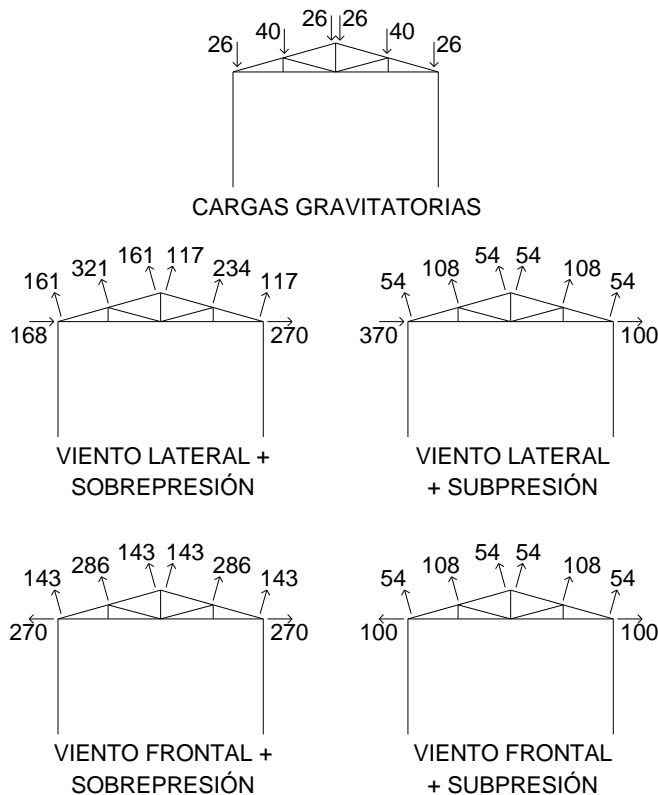 26 26
40 40
26 26
CARGAS GRAVITATORIAS
161 117
321 234
161 117
168 270
VIENTO LATERAL +
SOBREPRESIÓN
54 54
108 108
54 54
370 100
VIENTO LATERAL
+ SUBPRESIÓN
143 143
286 286
143 143
270 270
VIENTO FRONTAL +
SOBREPRESIÓN
54 54
108 108
54 54
100 100
VIENTO FRONTAL
+ SUBPRESIÓN